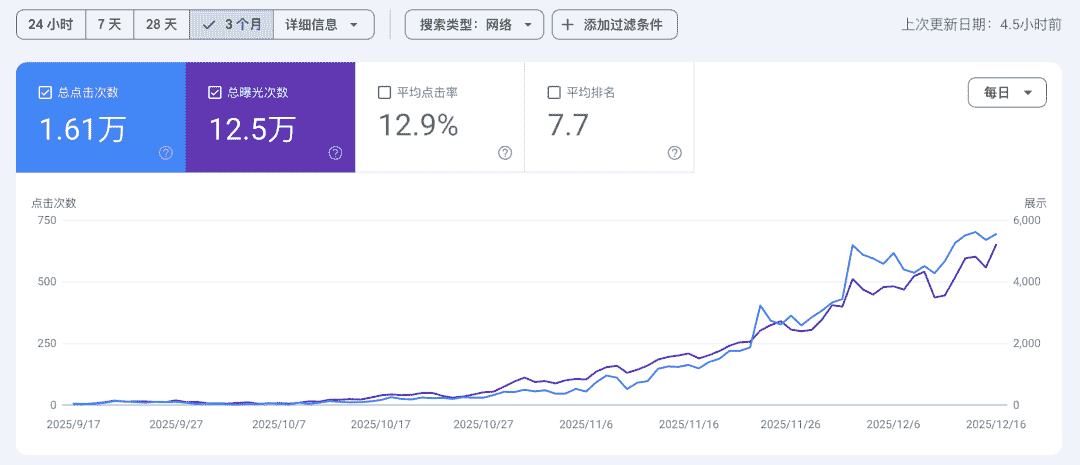 24 小时 7 天 28 天 3 个月 详细信息 搜索类型：网络 添加过滤条件 上次更新日期：4.5小时前
总点击次数 总曝光次数 平均点击率 平均排名 每日
1.61万 12.5万 12.9% 7.7
点击次数 展示
750 6,000
500 4,000
250 2,000
0 0
2025/9/17 2025/9/27 2025/10/7 2025/10/17 2025/10/27 2025/11/6 2025/11/16 2025/11/26 2025/12/6 2025/12/16